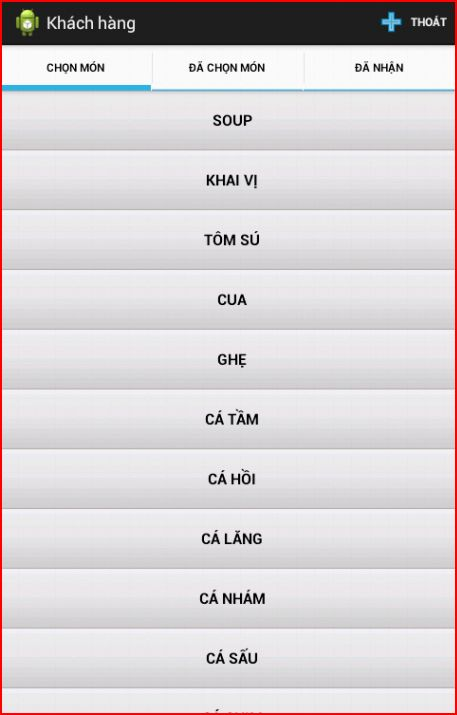 Khách hàng
THOÁT
CHỌN MÓN
ĐÃ CHỌN MÓN
ĐÃ NHẬN
SOUP
KHAI VỊ
TÔM SÚ
CUA
GHẸ
CÁ TẦM
CÁ HỒI
CÁ LĂNG
CÁ NHÁM
CÁ SẤU